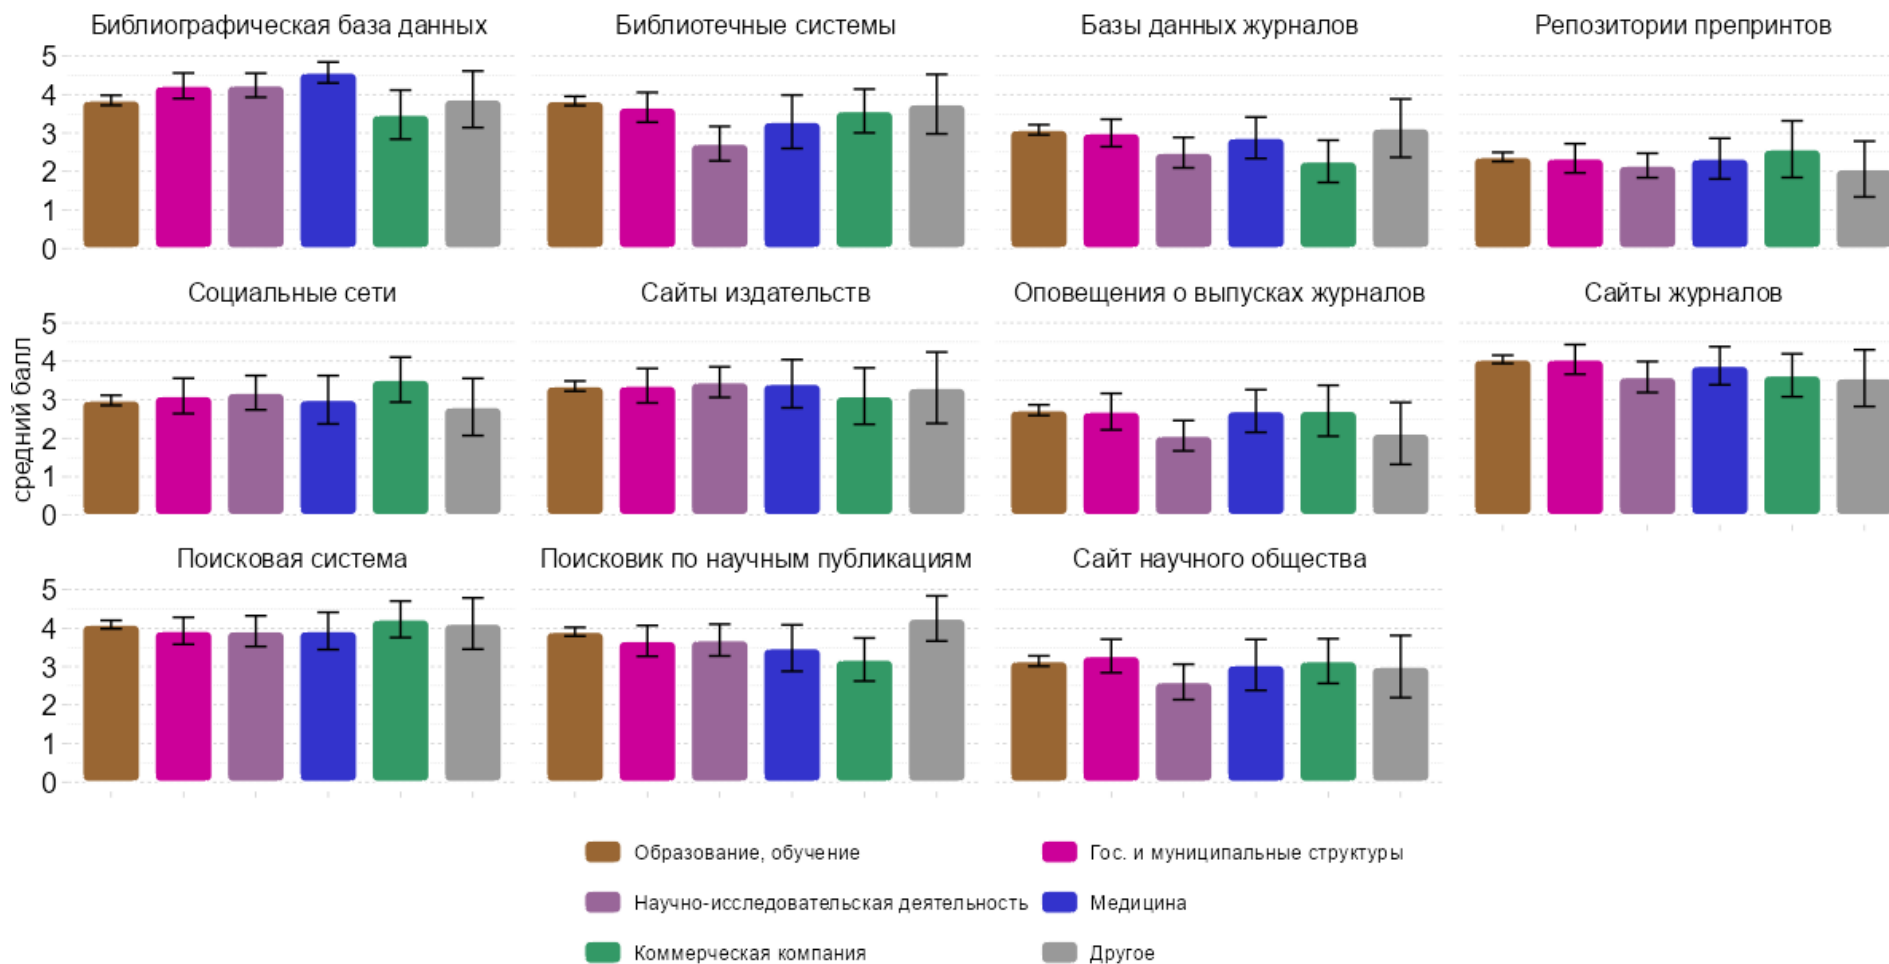 Библиографическая база данных
Библиотечные системы
Базы данных журналов
Репозитории препринтов
5
4
3
2
1
0
Социальные сети
Сайты издательств
Оповещения о выпусках журналов
Сайты журналов
средний балл
5
4
3
2
1
0
Поисковая система
Поисковик по научным публикациям
Сайт научного общества
5
4
3
2
1
0
Образование, обучение
Гос. и муниципальные структуры
Научно-исследовательская деятельность
Медицина
Коммерческая компания
Другое